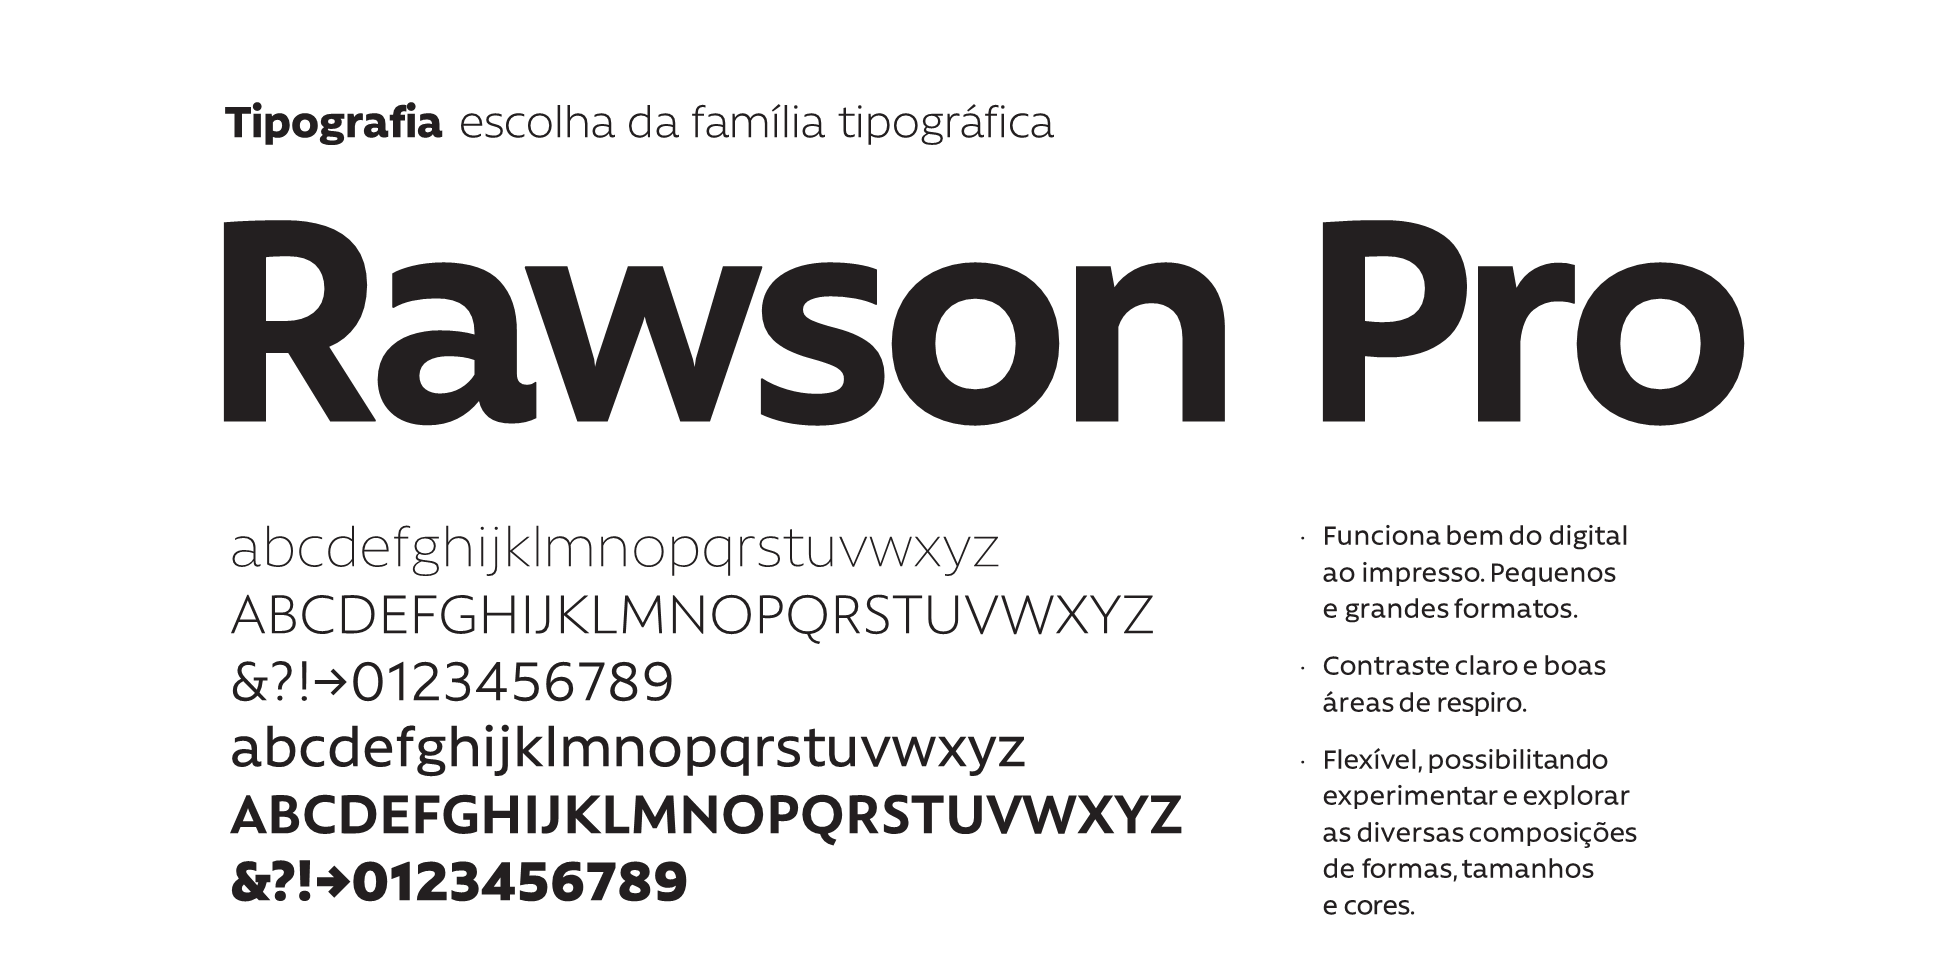 Tipografia escolha da família tipográfica
Rawson Pro
abcdefghijklmnopqrstuvwxyz
ABCDEFGHIJKLMNOPQRSTUVWXYZ
&?!→0123456789
abcdefghijklmnopqrstuvwxyz
ABCDEFGHIJKLMNOPQRSTUVWXYZ
&?!→0123456789
· Funciona bem do digital
ao impresso. Pequenos
e grandes formatos.
· Contraste claro e boas
áreas de respiro.
· Flexível, possibilitando
experimentar e explorar
as diversas composições
de formas, tamanhos
e cores.